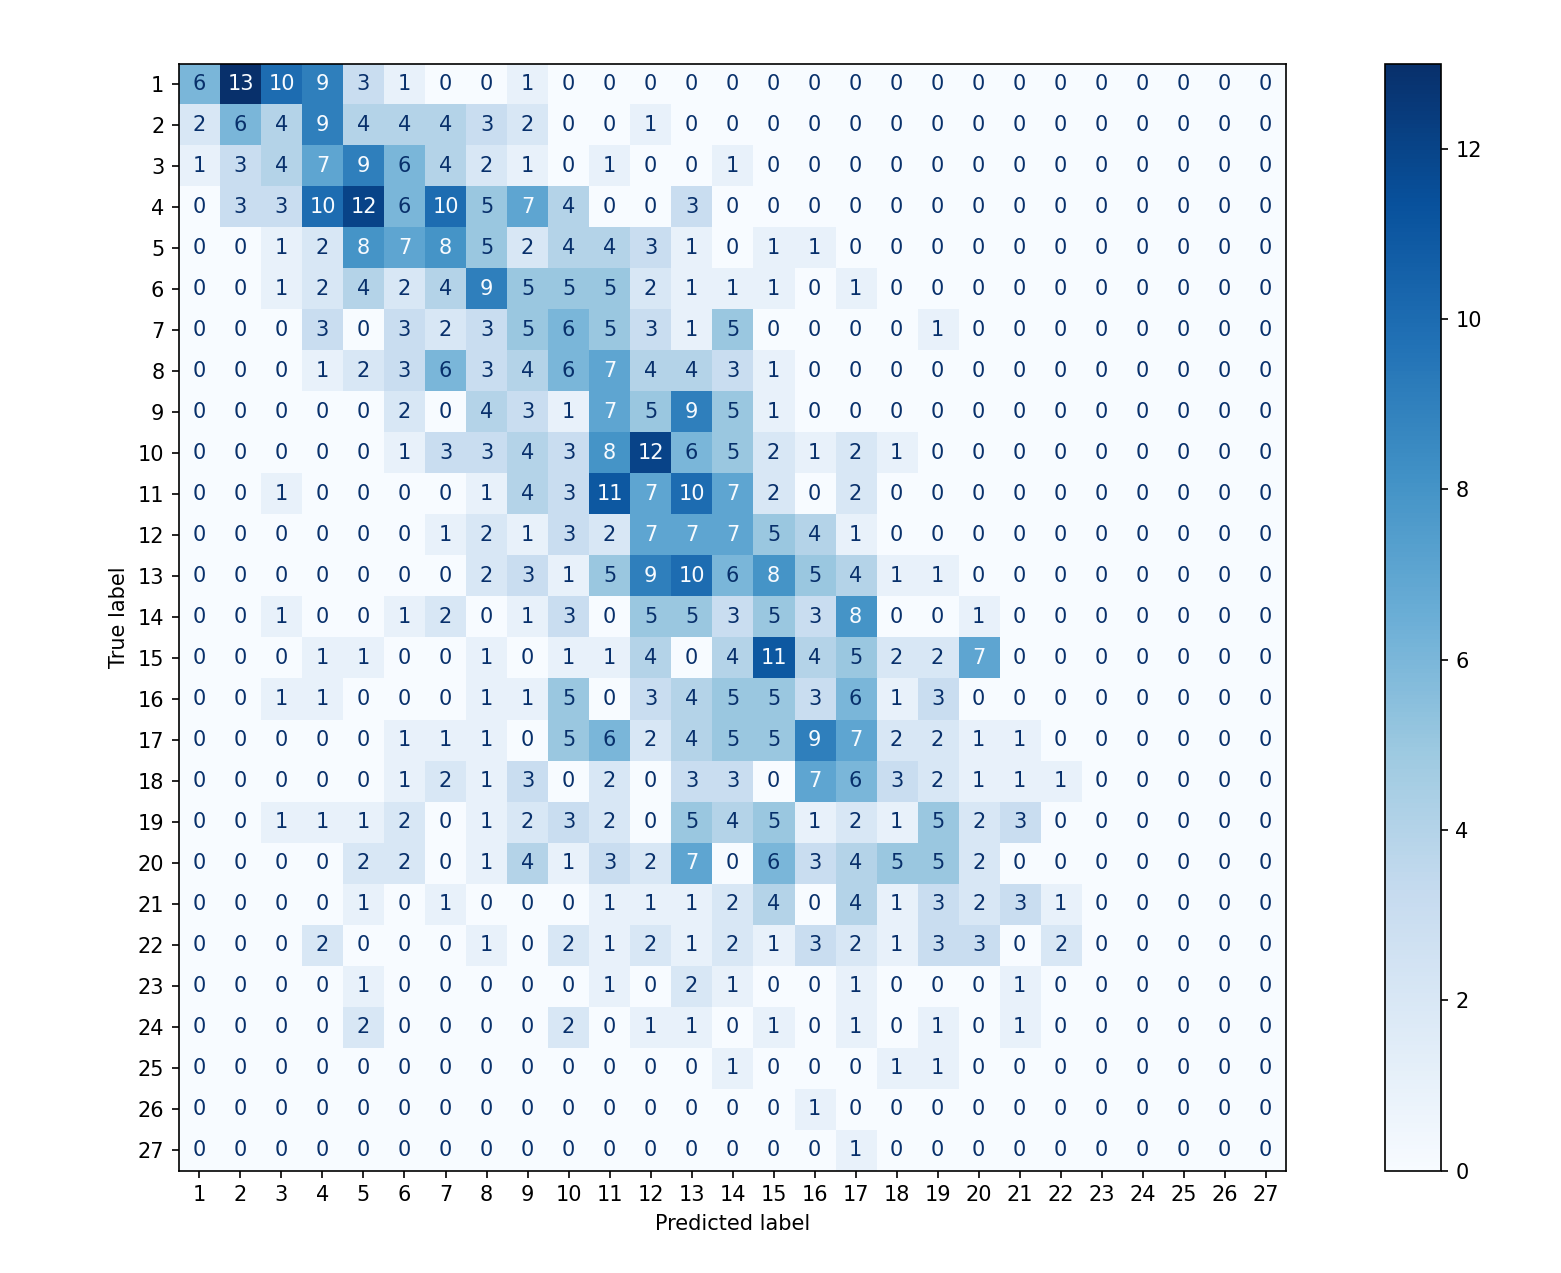 1 6 13 10 9 3 1 0 0 1 0 0 0 0 0 0 0 0 0 0 0 0 0 0 0 0 0 0
2 2 6 4 9 4 4 4 3 2 0 0 1 0 0 0 0 0 0 0 0 0 0 0 0 0 0 0
3 1 3 4 7 9 6 4 2 1 0 1 0 0 1 0 0 0 0 0 0 0 0 0 0 0 0 0
4 0 3 3 10 12 6 10 5 7 4 0 0 3 0 0 0 0 0 0 0 0 0 0 0 0 0 0
5 0 0 1 2 8 7 8 5 2 4 4 3 1 0 1 1 0 0 0 0 0 0 0 0 0 0 0
6 0 0 1 2 4 2 4 9 5 5 5 2 1 1 1 0 1 0 0 0 0 0 0 0 0 0 0
7 0 0 0 3 0 3 2 3 5 6 5 3 1 5 0 0 0 0 1 0 0 0 0 0 0 0 0
8 0 0 0 1 2 3 6 3 4 6 7 4 4 3 1 0 0 0 0 0 0 0 0 0 0 0 0
9 0 0 0 0 0 2 0 4 3 1 7 5 9 5 1 0 0 0 0 0 0 0 0 0 0 0 0
10 0 0 0 0 0 1 3 3 4 3 8 12 6 5 2 1 2 1 0 0 0 0 0 0 0 0 0
11 0 0 1 0 0 0 0 1 4 3 11 7 10 7 2 0 2 0 0 0 0 0 0 0 0 0 0
12 0 0 0 0 0 0 1 2 1 3 2 7 7 7 5 4 1 0 0 0 0 0 0 0 0 0 0
13 0 0 0 0 0 0 0 2 3 1 5 9 10 6 8 5 4 1 1 0 0 0 0 0 0 0 0
14 0 0 1 0 0 1 2 0 1 3 0 5 5 3 5 3 8 0 0 1 0 0 0 0 0 0 0
15 0 0 0 1 1 0 0 1 0 1 1 4 0 4 11 4 5 2 2 7 0 0 0 0 0 0 0
16 0 0 1 1 0 0 0 1 1 5 0 3 4 5 5 3 6 1 3 0 0 0 0 0 0 0 0
17 0 0 0 0 0 1 1 1 0 5 6 2 4 5 5 9 7 2 2 1 1 0 0 0 0 0 0
18 0 0 0 0 0 1 2 1 3 0 2 0 3 3 0 7 6 3 2 1 1 1 0 0 0 0 0
19 0 0 1 1 1 2 0 1 2 3 2 0 5 4 5 1 2 1 5 2 3 0 0 0 0 0 0
20 0 0 0 0 2 2 0 1 4 1 3 2 7 0 6 3 4 5 5 2 0 0 0 0 0 0 0
21 0 0 0 0 1 0 1 0 0 0 1 1 1 2 4 0 4 1 3 2 3 1 0 0 0 0 0
22 0 0 0 2 0 0 0 1 0 2 1 2 1 2 1 3 2 1 3 3 0 2 0 0 0 0 0
23 0 0 0 0 1 0 0 0 0 0 1 0 2 1 0 0 1 0 0 0 1 0 0 0 0 0 0
24 0 0 0 0 2 0 0 0 0 2 0 1 1 0 1 0 1 0 1 0 1 0 0 0 0 0 0
25 0 0 0 0 0 0 0 0 0 0 0 0 0 1 0 0 0 1 1 0 0 0 0 0 0 0 0
26 0 0 0 0 0 0 0 0 0 0 0 0 0 0 0 1 0 0 0 0 0 0 0 0 0 0 0
27 0 0 0 0 0 0 0 0 0 0 0 0 0 0 0 0 1 0 0 0 0 0 0 0 0 0 0
1 2 3 4 5 6 7 8 9 10 11 12 13 14 15 16 17 18 19 20 21 22 23 24 25 26 27
Predicted label
True label
12
10
8
6
4
2
0